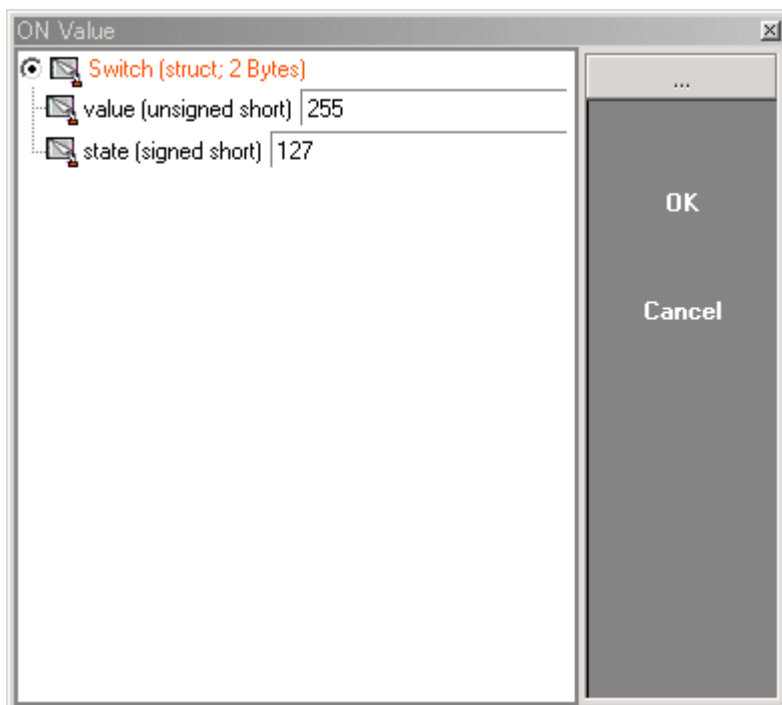 ON Value
Switch (struct; 2 Bytes)
value (unsigned short) 255
state (signed short) 127
...
OK
Cancel